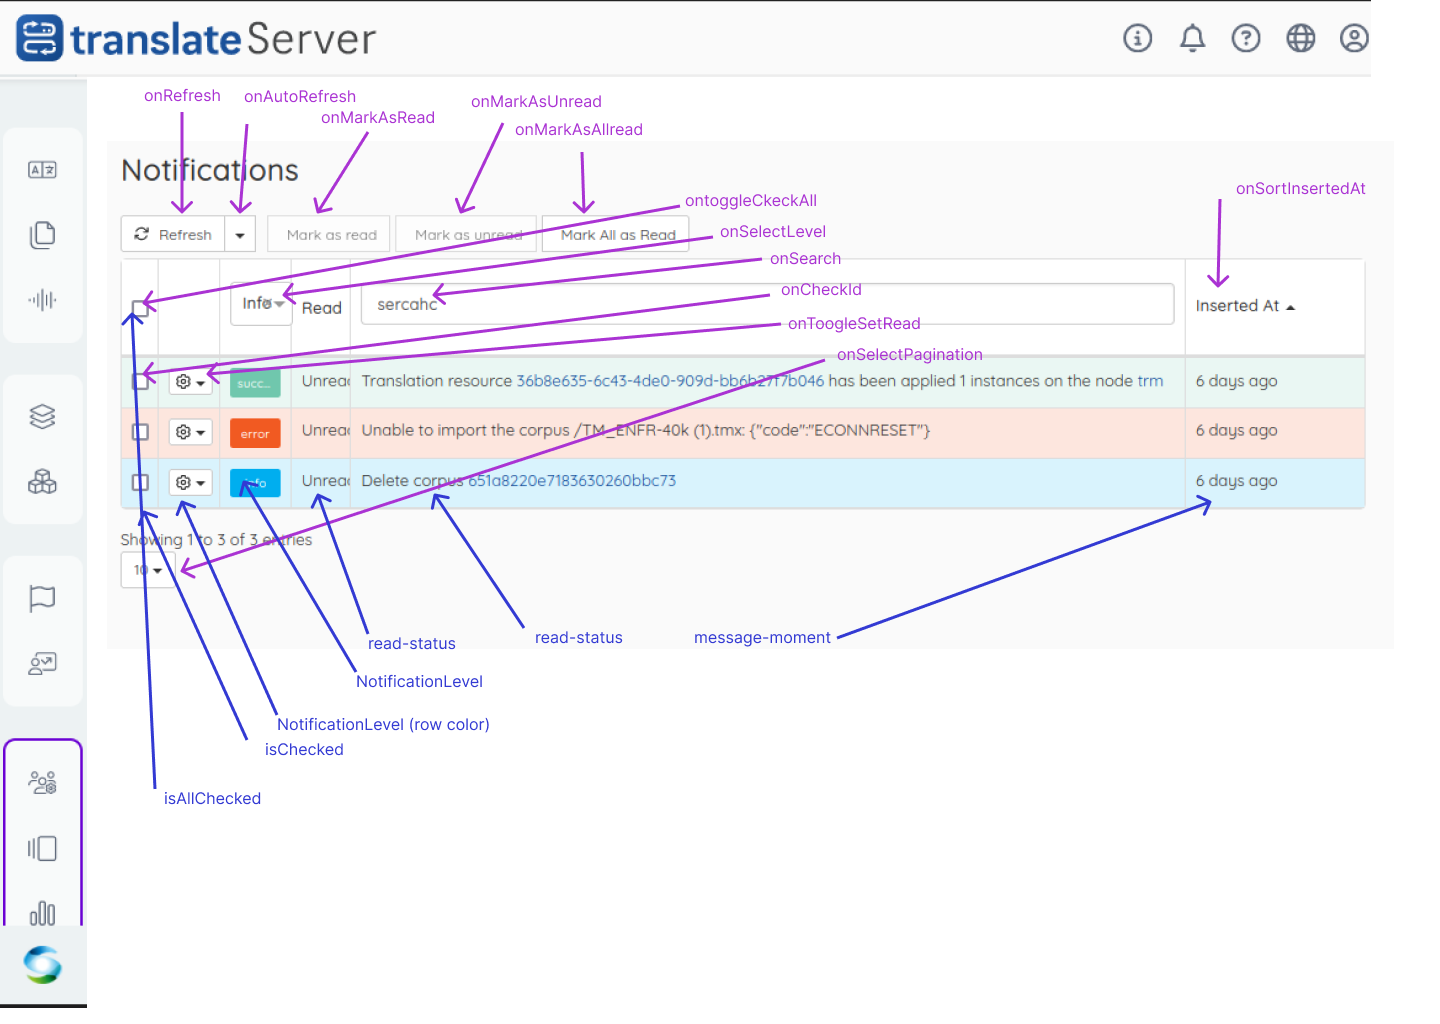 translate Server
onRefresh
onAutoRefresh
onMarkAsRead
onMarkAsUnread
onMarkAsAllread
Notifications
ontoggleCkeckAll
onSortInsertedAt
Refresh
Mark as read
Mark as unread
Mark All as Read
onSelectLevel
onSearch
onCheckId
onToogleSetRead
onSelectPagination
Info
Read
sercahc
Inserted At
succ...
Unread
Translation resource 36b8e635-6c43-4de0-909d-bb6b27f7b046 has been applied 1 instances on the node trm
6 days ago
error
Unread
Unable to import the corpus /TM_ENFR-40k (1).tmx: {"code":"ECONNRESET"}
6 days ago
info
Unread
Delete corpus 651a8220e7183630260bbc73
6 days ago
Showing 1 to 3 of 3 entries
10
read-status
read-status
message-moment
NotificationLevel
NotificationLevel (row color)
isChecked
isAllChecked